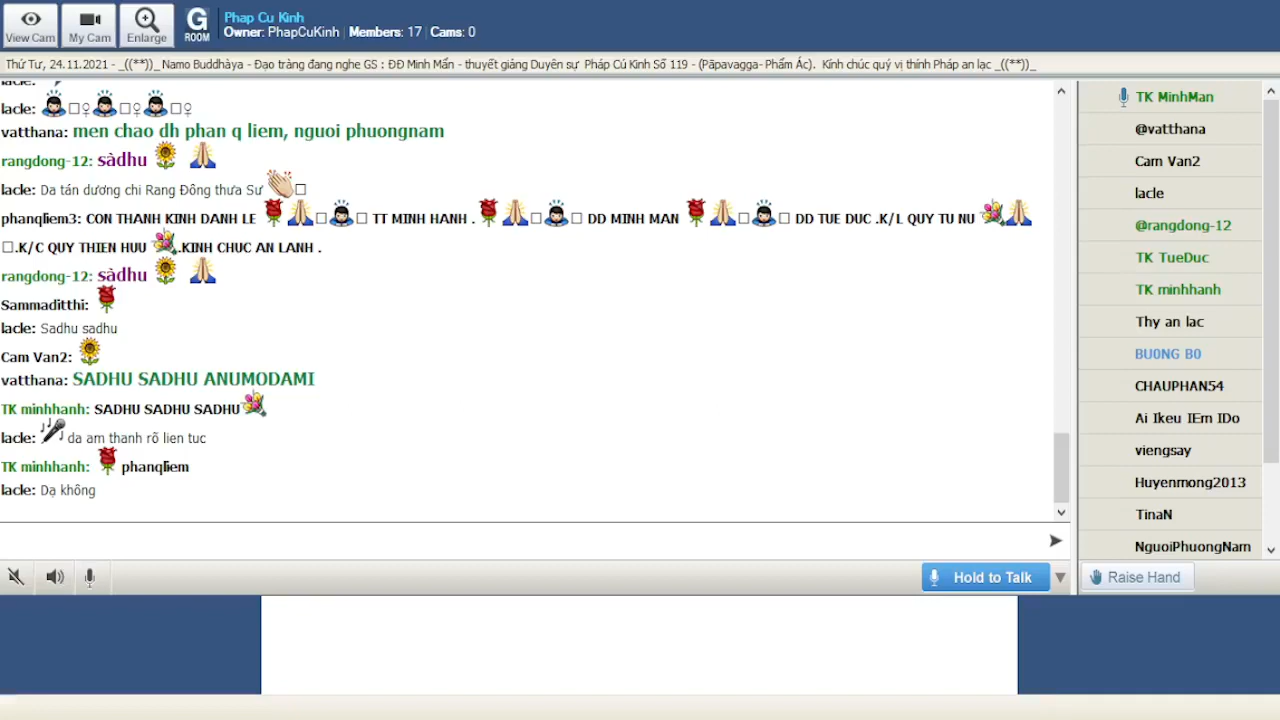 View Cam
My Cam
Enlarge
G
ROOM
Phap Cu Kinh
Owner: PhapCuKinh | Members: 17 | Cams: 0
Thứ Tư, 24.11.2021 - _((**))_ Namo Buddhàya - Đạo tràng đang nghe GS : ĐĐ Minh Mẩn - thuyết giảng Duyên sự Pháp Cú Kinh Số 119 - (Pāpavagga- Phẩm Ác). Kính chúc quý vị thính Pháp an lạc _((**))_
lacle:
lacle:
vatthana: men chao dh phan q liem, nguoi phuongnam
rangdong-12: sàdhu
lacle: Da tán dương chi Rang Đông thưa Sư
phanqliem3: CON THANH KINH DANH LE TT MINH HANH . DD MINH MAN DD TUE DUC .K/L QUY TU NU
.K/C QUY THIEN HUU .KINH CHUC AN LANH .
rangdong-12: sàdhu
Sammaditthi:
lacle: Sadhu sadhu
Cam Van2:
vatthana: SADHU SADHU ANUMODAMI
TK minhhanh: SADHU SADHU SADHU
lacle: da am thanh rõ lien tuc
TK minhhanh: phanqliem
lacle: Dạ không
TK MinhMan
@vatthana
Cam Van2
lacle
@rangdong-12
TK TueDuc
TK minhhanh
Thy an lac
BU0NG B0
CHAUPHAN54
Ai Ikeu IEm IDo
viengsay
Huyenmong2013
TinaN
NguoiPhuongNam
Hold to Talk
Raise Hand